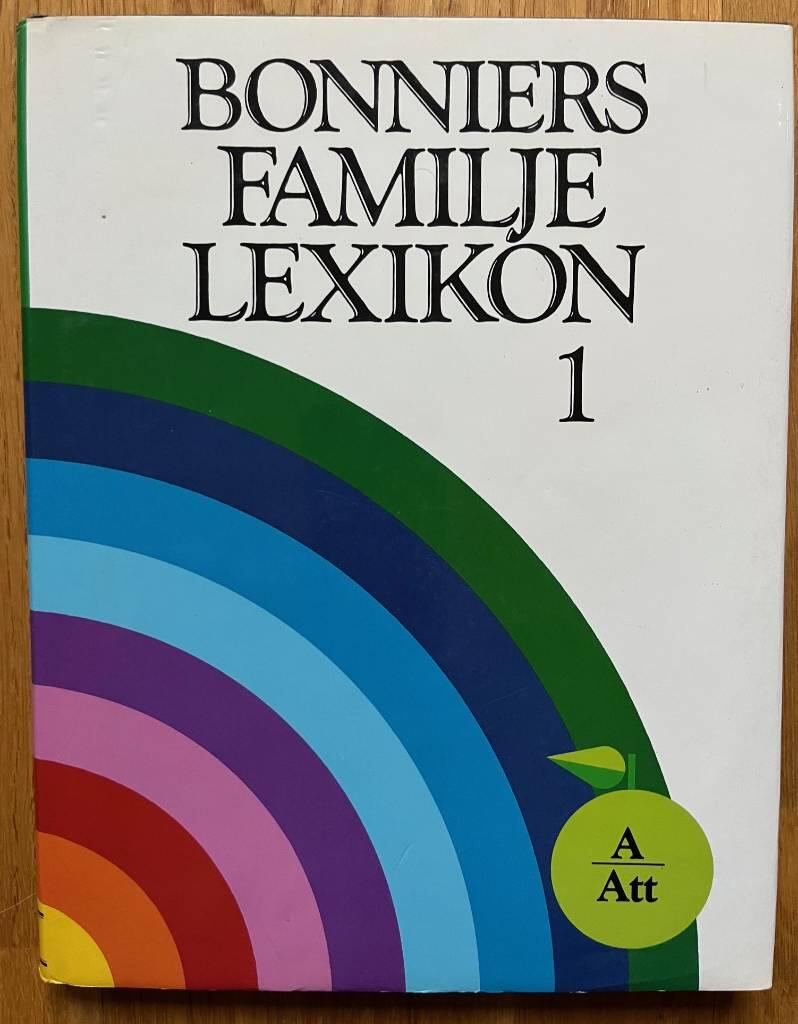 BONNIERS
FAMILJE
LEXIKON
1
A
Att